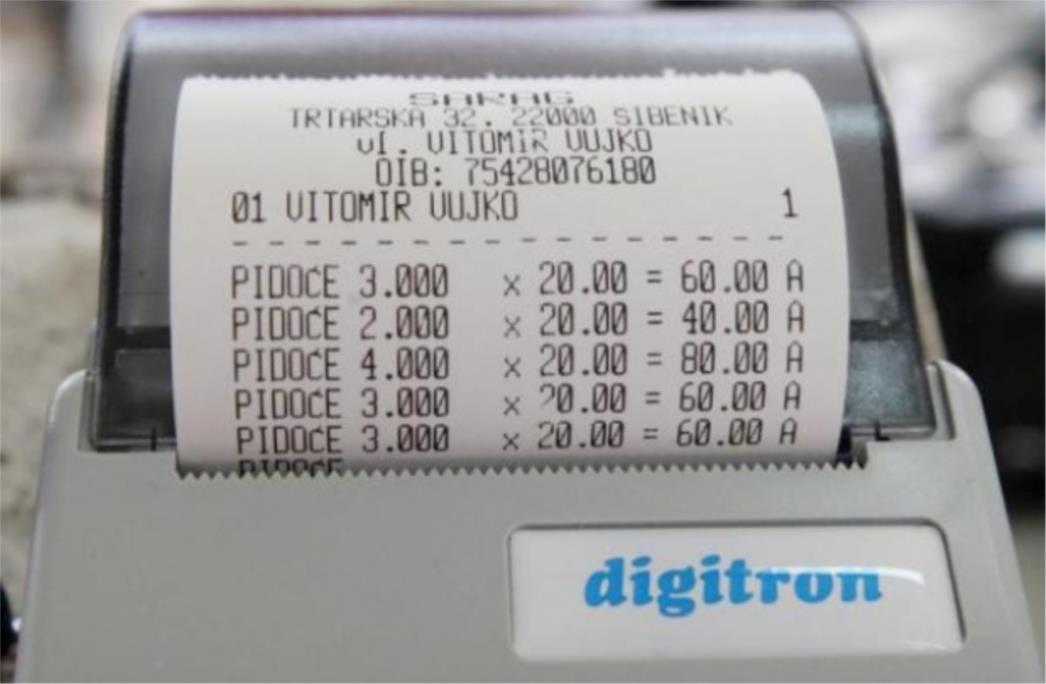 SARAG
TRTARSKA 32. 22000 SIBENIK
vl. VITOMIR VUJKO
OIB: 75428076180
01 VITOMIR VUJKO 1
- - - - - - - - - - - - - - - - - -
PIDOĆE 3.000 x 20.00 = 60.00 A
PIDOĆE 2.000 x 20.00 = 40.00 A
PIDOĆE 4.000 x 20.00 = 80.00 A
PIDOĆE 3.000 x 20.00 = 60.00 A
PIDOĆE 3.000 x 20.00 = 60.00 A
digitron